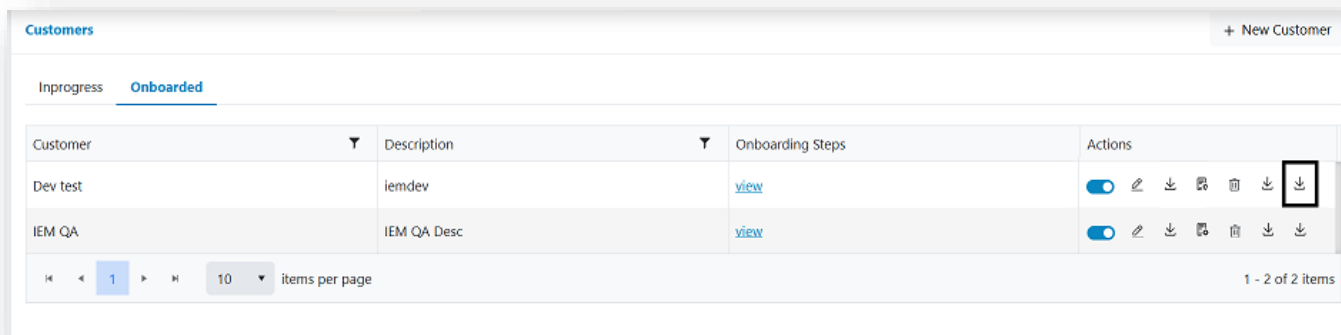 Customers
+ New Customer
Inprogress Onboarded
Customer Description Onboarding Steps Actions
Dev test iemdev view
IEM QA IEM QA Desc view
1 10 items per page 1 - 2 of 2 items